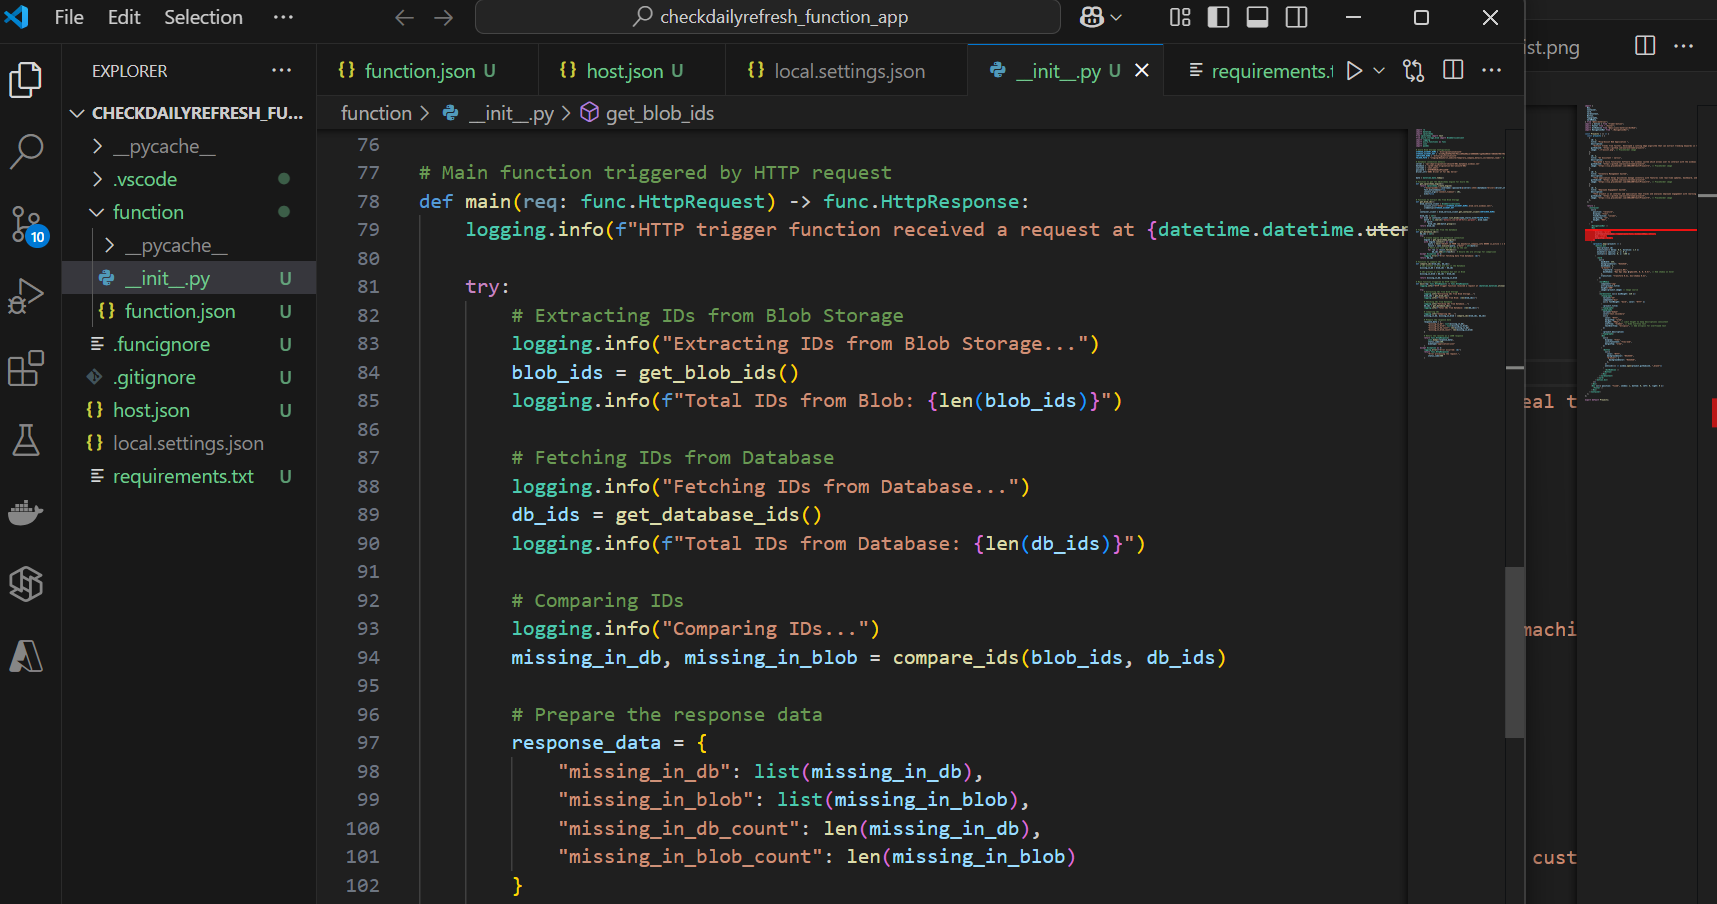 File Edit Selection ···
checkdailyrefresh_function_app
ist.png
EXPLORER
CHECKDAILYREFRESH_FU...
__pycache__
.vscode
function
__pycache__
__init__.py U
function.json U
.funcignore U
.gitignore U
host.json U
local.settings.json
requirements.txt U
10
function.json U
host.json U
local.settings.json
__init__.py U
requirements.t
function > __init__.py > get_blob_ids
76
77 # Main function triggered by HTTP request
78 def main(req: func.HttpRequest) -> func.HttpResponse:
79 logging.info(f"HTTP trigger function received a request at {datetime.datetime.utcr
80
81 try:
82 # Extracting IDs from Blob Storage
83 logging.info("Extracting IDs from Blob Storage...")
84 blob_ids = get_blob_ids()
85 logging.info(f"Total IDs from Blob: {len(blob_ids)}")
86
87 # Fetching IDs from Database
88 logging.info("Fetching IDs from Database...")
89 db_ids = get_database_ids()
90 logging.info(f"Total IDs from Database: {len(db_ids)}")
91
92 # Comparing IDs
93 logging.info("Comparing IDs...")
94 missing_in_db, missing_in_blob = compare_ids(blob_ids, db_ids)
95
96 # Prepare the response data
97 response_data = {
98 "missing_in_db": list(missing_in_db),
99 "missing_in_blob": list(missing_in_blob),
100 "missing_in_db_count": len(missing_in_db),
101 "missing_in_blob_count": len(missing_in_blob)
102 }
eal t
machi
cust